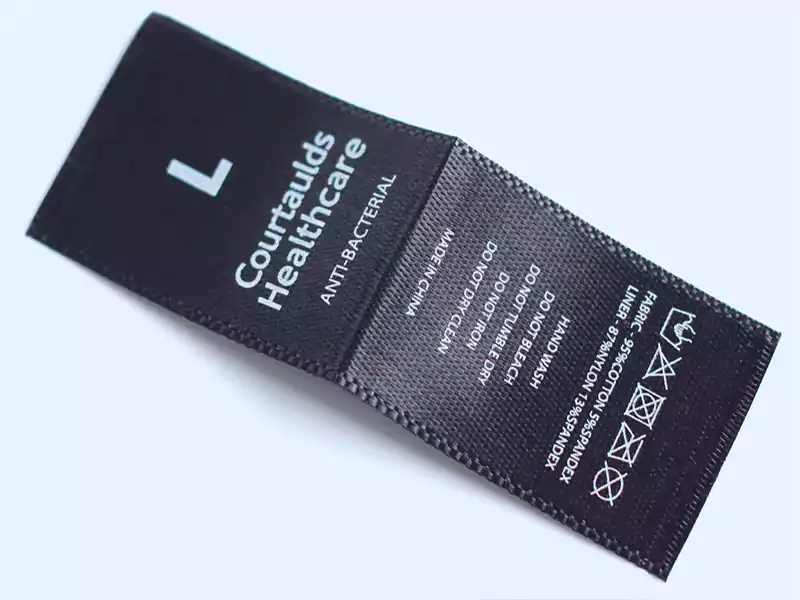 L
Courtaulds
Healthcare
ANTI-BACTERIAL
FABRIC - 95%COTTON 5%SPANDEX
LINER - 87%NYLON 13%SPANDEX
HAND WASH
DO NOT BLEACH
DO NOT TUMBLE DRY
DO NOT IRON
DO NOT DRY CLEAN
MADE IN CHINA